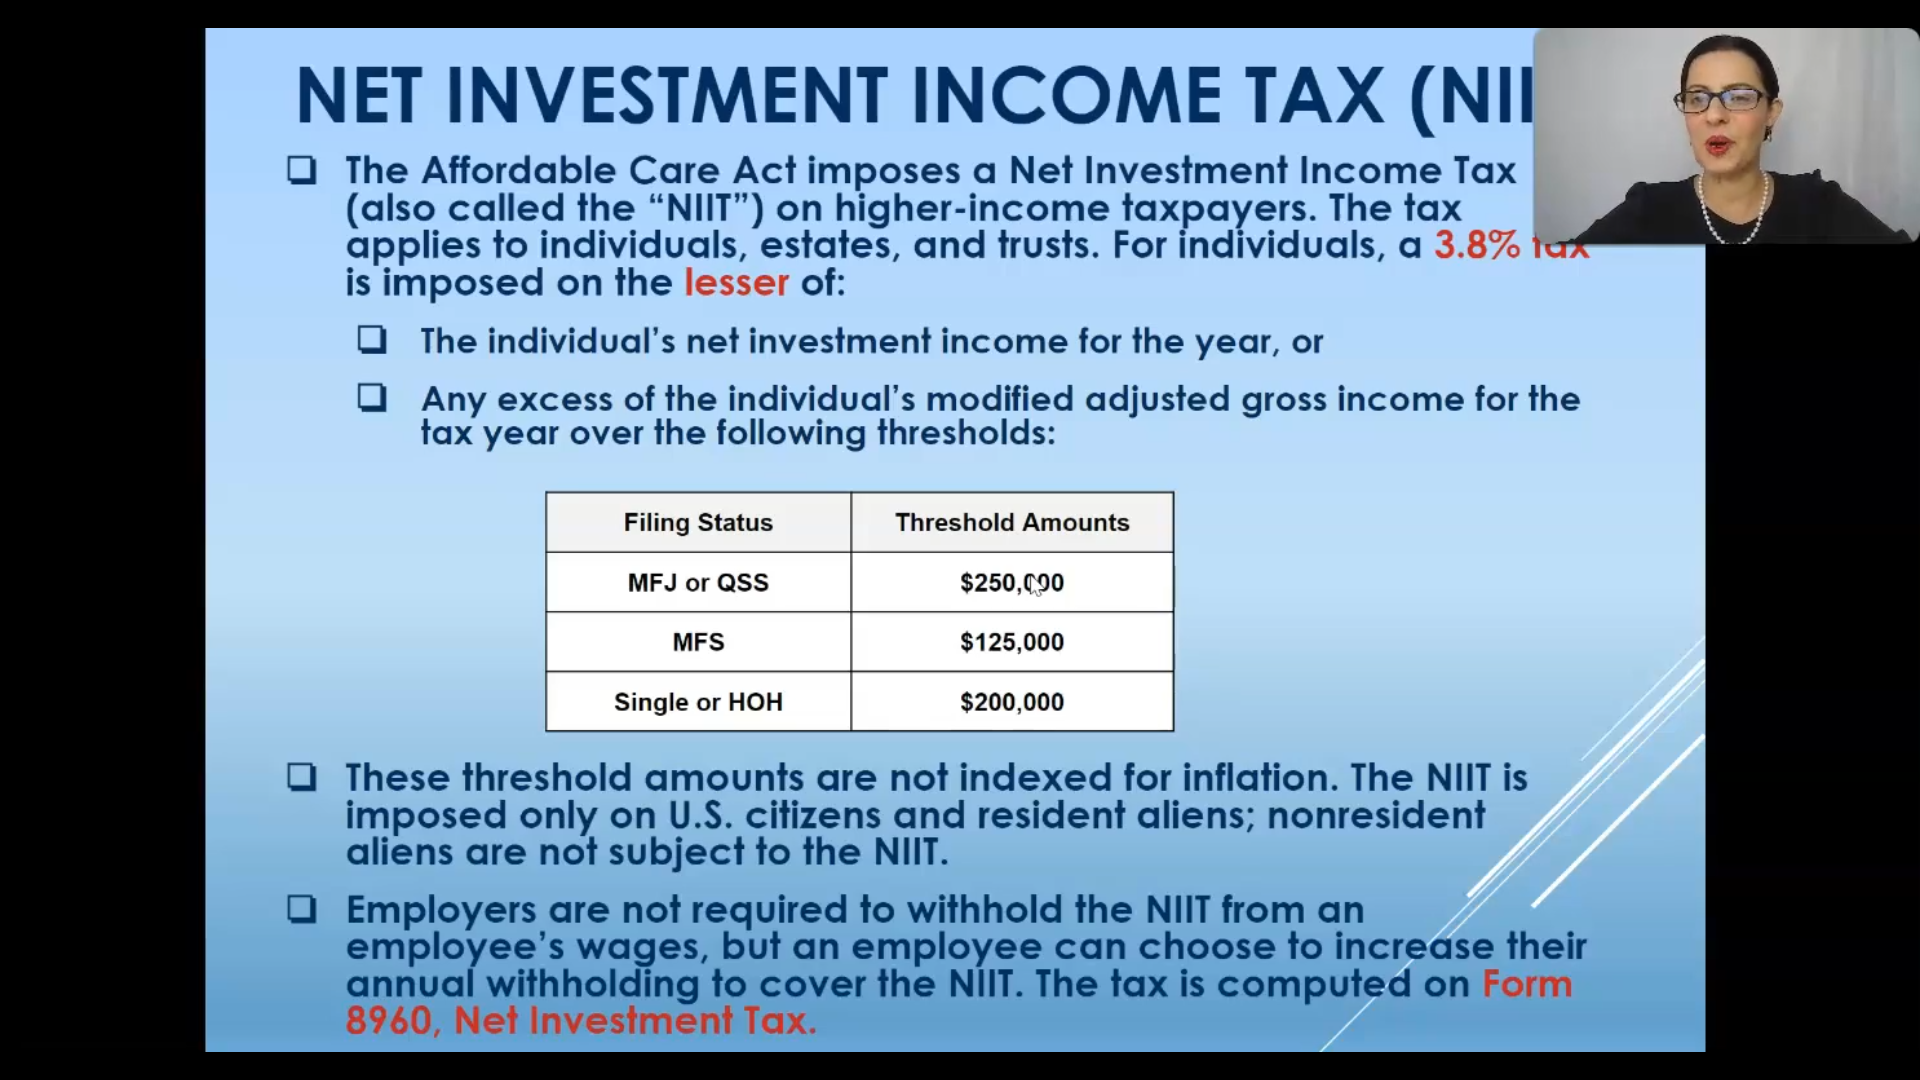 NET INVESTMENT INCOME TAX (NII
The Affordable Care Act imposes a Net Investment Income Tax
(also called the “NIIT”) on higher-income taxpayers. The tax
applies to individuals, estates, and trusts. For individuals, a 3.8% tax
is imposed on the lesser of:
The individual’s net investment income for the year, or
Any excess of the individual’s modified adjusted gross income for the
tax year over the following thresholds:
Filing Status Threshold Amounts
MFJ or QSS $250,000
MFS $125,000
Single or HOH $200,000
These threshold amounts are not indexed for inflation. The NIIT is
imposed only on U.S. citizens and resident aliens; nonresident
aliens are not subject to the NIIT.
Employers are not required to withhold the NIIT from an
employee’s wages, but an employee can choose to increase their
annual withholding to cover the NIIT. The tax is computed on Form
8960, Net Investment Tax.